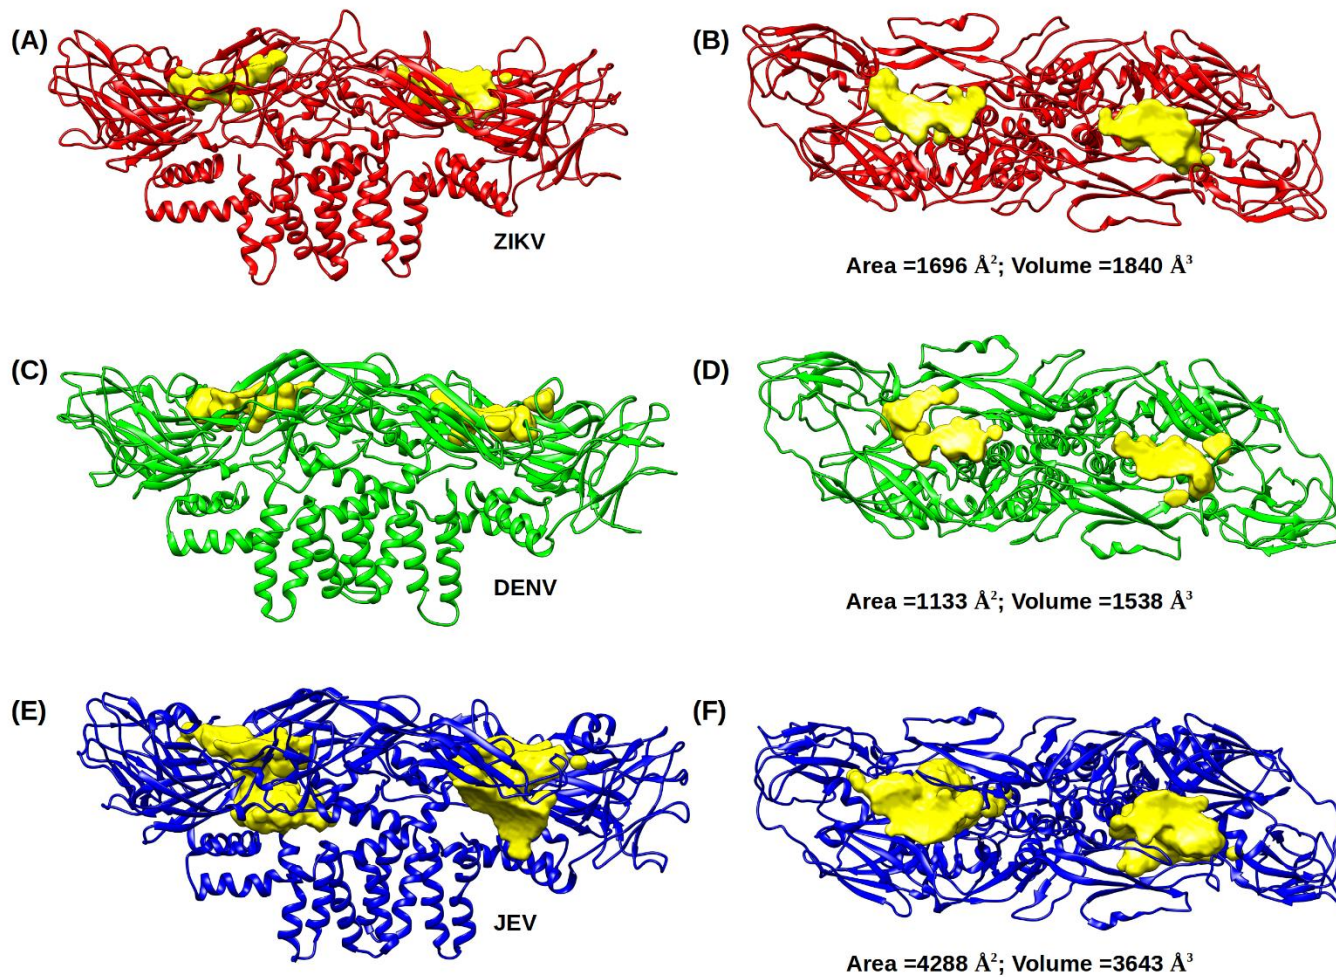 (A)
(B)
ZIKV
Area =1696 Å²; Volume =1840 Å³
(C)
(D)
DENV
Area =1133 Å²; Volume =1538 Å³
(E)
(F)
JEV
Area =4288 Å²; Volume =3643 Å³